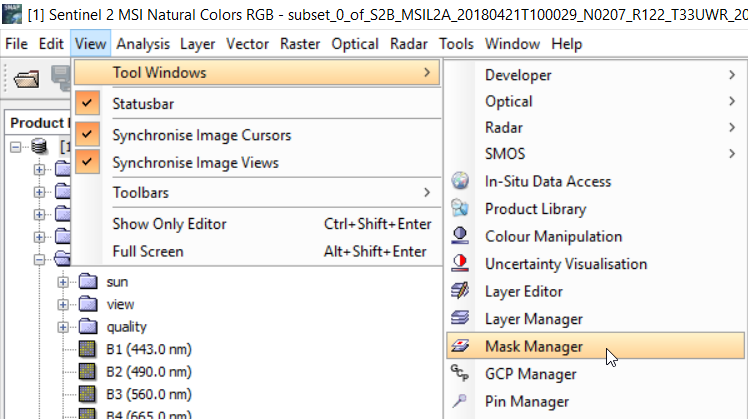 SNAP
[1] Sentinel 2 MSI Natural Colors RGB - subset_0_of_S2B_MSIL2A_20180421T100029_N0207_R122_T33UWR_20
File Edit View Analysis Layer Vector Raster Optical Radar Tools Window Help
Tool Windows
Statusbar
Synchronise Image Cursors
Synchronise Image Views
Toolbars
Show Only Editor Ctrl+Shift+Enter
Full Screen Alt+Shift+Enter
Developer
Optical
Radar
SMOS
In-Situ Data Access
Product Library
Colour Manipulation
Uncertainty Visualisation
Layer Editor
Layer Manager
Mask Manager
GCP Manager
Pin Manager
Product
[1
sun
view
quality
B1 (443.0 nm)
B2 (490.0 nm)
B3 (560.0 nm)
B4 (665.0 nm)